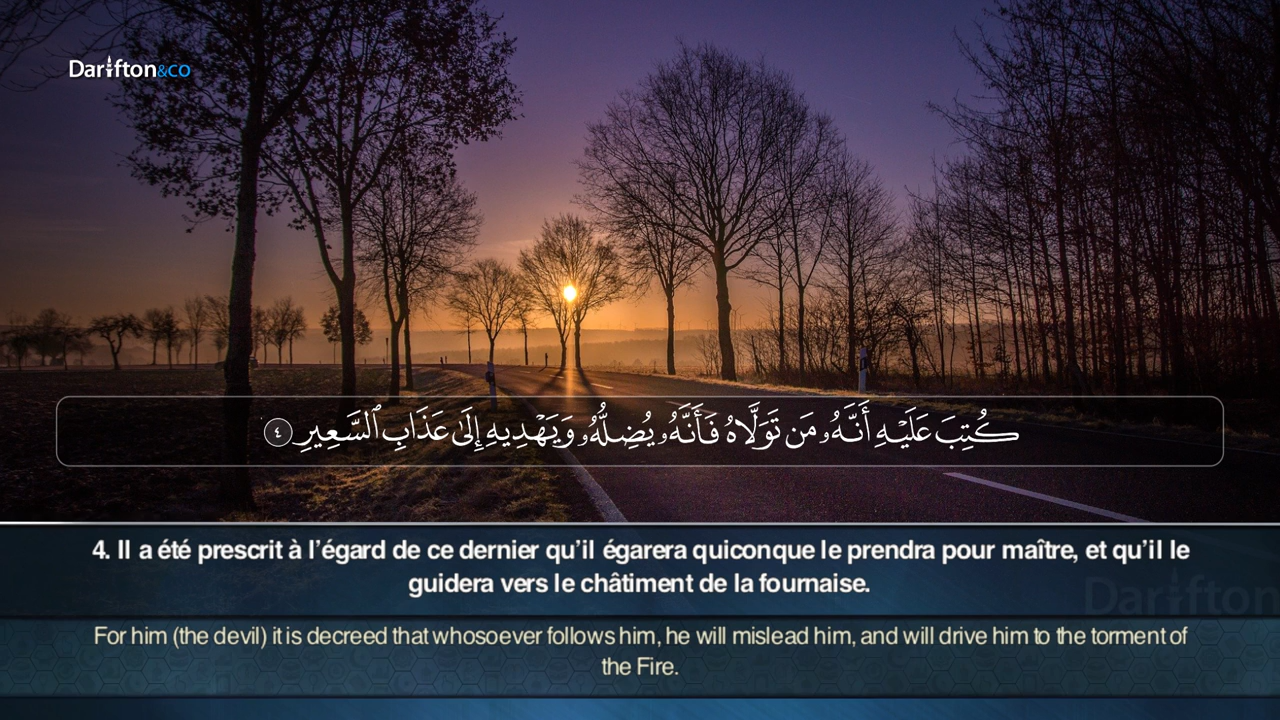 Darifton&co
كُتِبَ عَلَيْهِ أَنَّهُۥ مَن تَوَلَّاهُ فَأَنَّهُۥ يُضِلُّهُۥ وَيَهْدِيهِ إِلَىٰ عَذَابِ ٱلسَّعِيرِ ٤
4. Il a été prescrit à l’égard de ce dernier qu’il égarera quiconque le prendra pour maître, et qu’il le
guidera vers le châtiment de la fournaise.
Darifton
For him (the devil) it is decreed that whosoever follows him, he will mislead him, and will drive him to the torment of
the Fire.